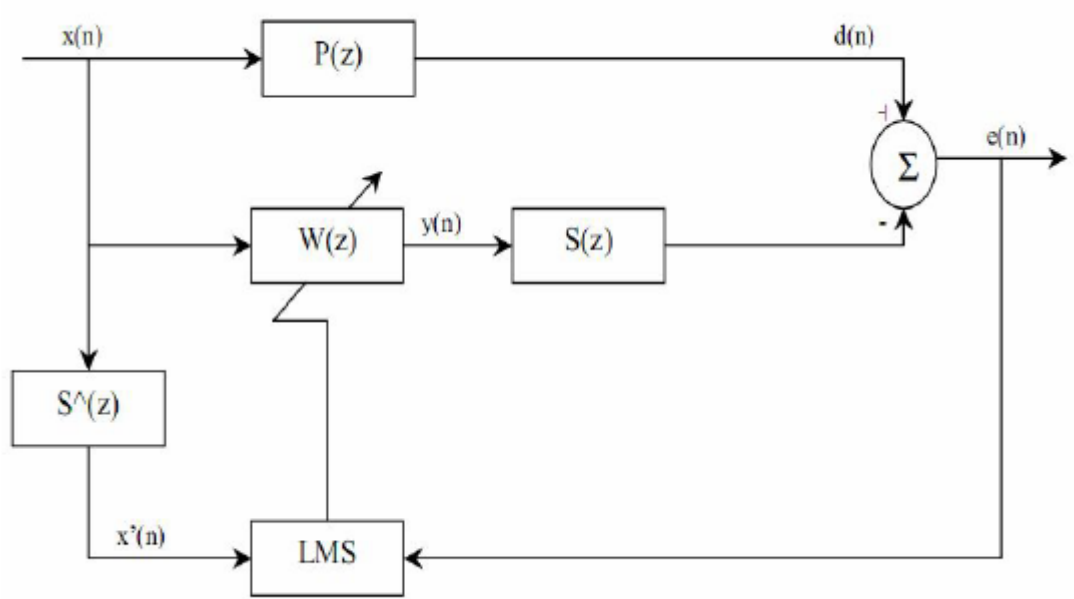 x(n)
P(z)
d(n)
+
e(n)
Σ
W(z)
y(n)
S(z)
-
S^(z)
x’(n)
LMS